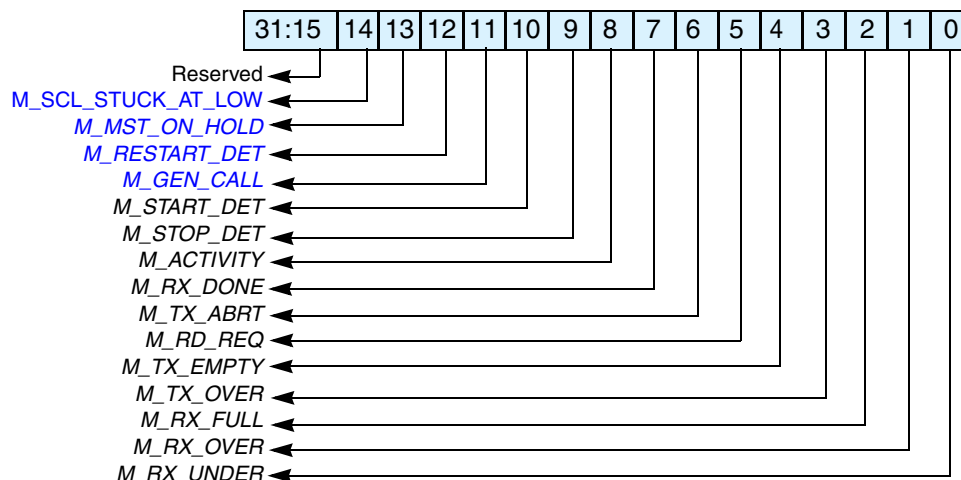 31:15 14 13 12 11 10 9 8 7 6 5 4 3 2 1 0
Reserved
M_SCL_STUCK_AT_LOW
M_MST_ON_HOLD
M_RESTART_DET
M_GEN_CALL
M_START_DET
M_STOP_DET
M_ACTIVITY
M_RX_DONE
M_TX_ABRT
M_RD_REQ
M_TX_EMPTY
M_TX_OVER
M_RX_FULL
M_RX_OVER
M_RX_UNDER